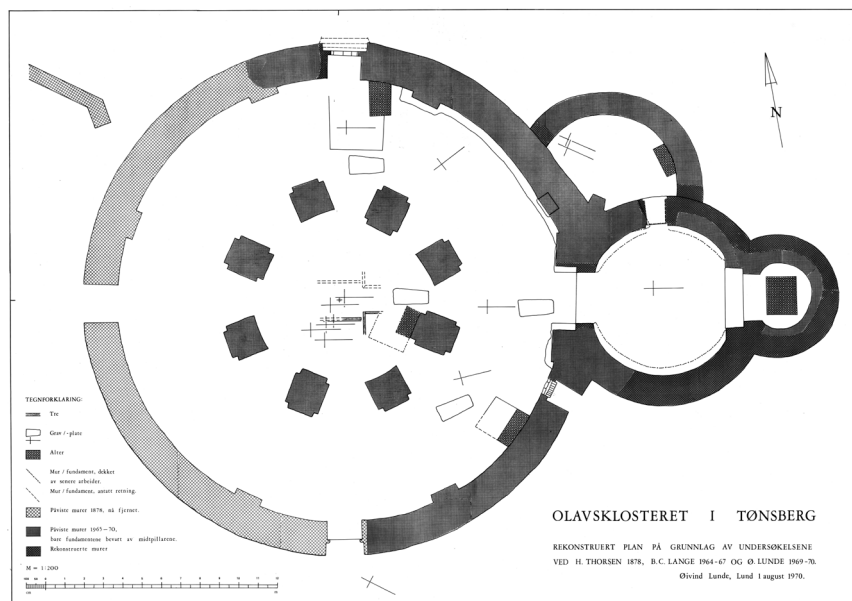 N
TEGNFORKLARING:
Tre
Grav/-plate
Alter
Mur / fundament, dekket
av senere arbeider.
Mur / fundament, antatt retning.
Påviste murer 1878, nå fjernet.
Påviste murer 1965–70,
bare fundamentene bevart av midtpillarene.
Rekonstruerte murer
M = 1:200
OLAVSKLOSTERET I TØNSBERG
REKONSTRUERT PLAN PÅ GRUNNLAG AV UNDERSØKELSENE
VED H. THORSEN 1878, B.C. LANGE 1964-67 OG Ø. LUNDE 1969-70.
Øivind Lunde, Lund 1 august 1970.